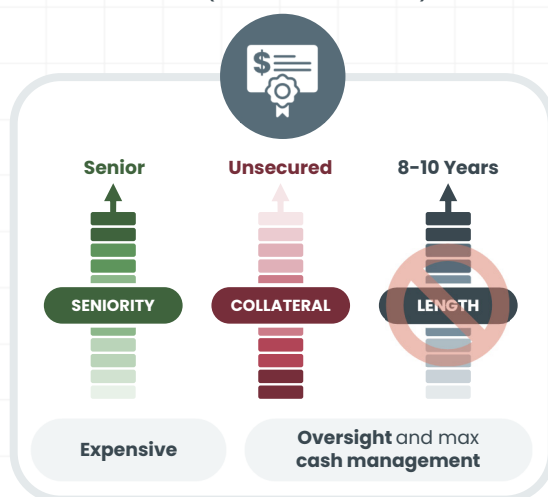 $
Senior
Unsecured
8-10 Years
SENIORITY
COLLATERAL
LENGTH
Expensive
Oversight and max
cash management